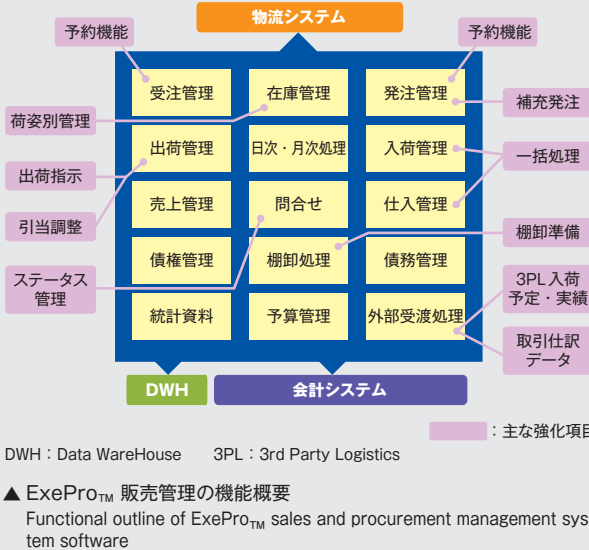 物流システム
予約機能
予約機能
受注管理
在庫管理
発注管理
補充発注
荷姿別管理
出荷管理
日次・月次処理
入荷管理
一括処理
出荷指示
売上管理
問合せ
仕入管理
引当調整
棚卸準備
債権管理
棚卸処理
債務管理
ステータス
管理
3PL入荷
予定・実績
統計資料
予算管理
外部受渡処理
取引仕訳
データ
DWH
会計システム
：主な強化項目
DWH：Data WareHouse 3PL：3rd Party Logistics
▲ ExePro™ 販売管理の機能概要
Functional outline of ExePro™ sales and procurement management sys-
tem software